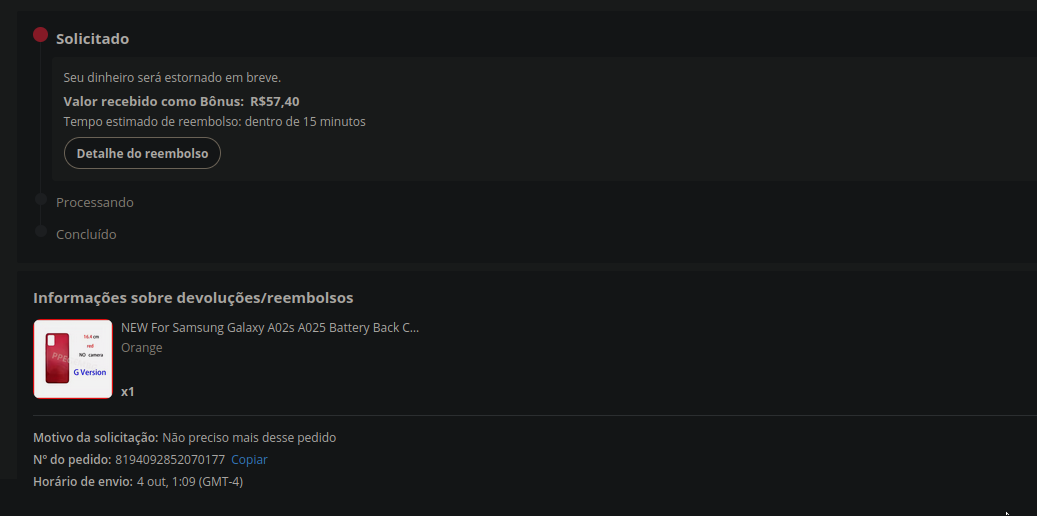 Solicitado
Seu dinheiro será estornado em breve.
Valor recebido como Bônus: R$57,40
Tempo estimado de reembolso: dentro de 15 minutos
Detalhe do reembolso
Processando
Concluído
Informações sobre devoluções/reembolsos
NEW For Samsung Galaxy A02s A025 Battery Back C...
Orange
16.4 cm
red
NO camera
G Version
x1
Motivo da solicitação: Não preciso mais desse pedido
Nº do pedido: 8194092852070177 Copiar
Horário de envio: 4 out, 1:09 (GMT-4)